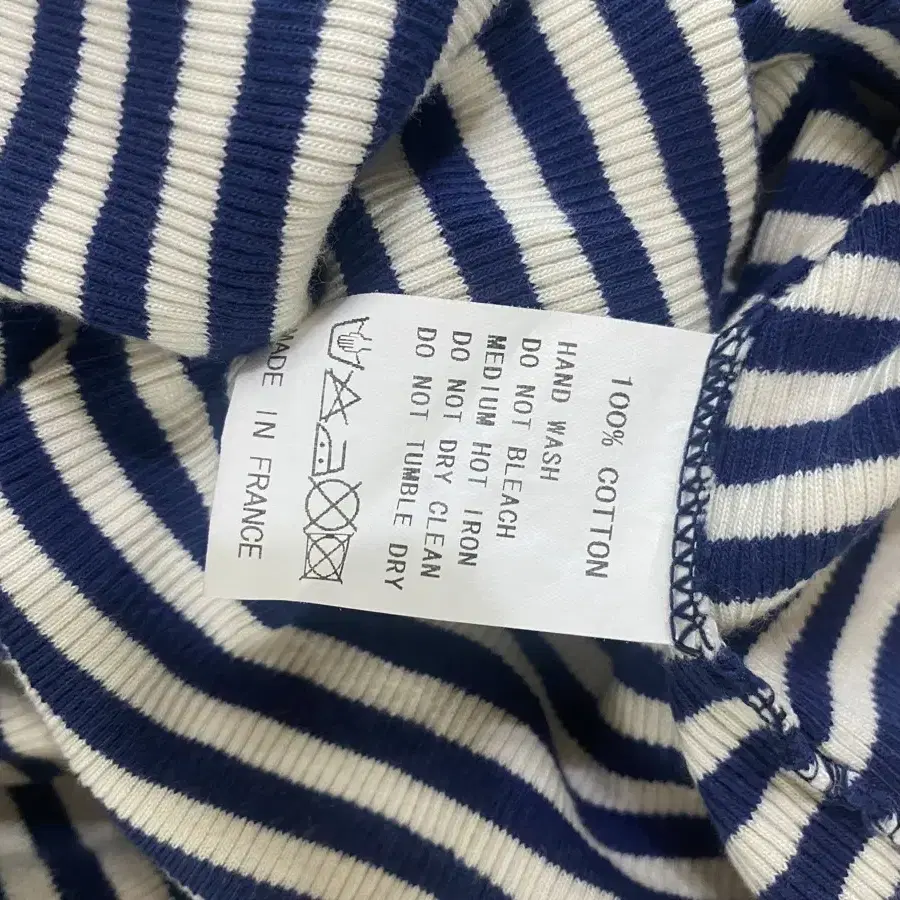 100% COTTON
HAND WASH
DO NOT BLEACH
MEDIUM HOT IRON
DO NOT DRY CLEAN
DO NOT TUMBLE DRY
MADE IN FRANCE